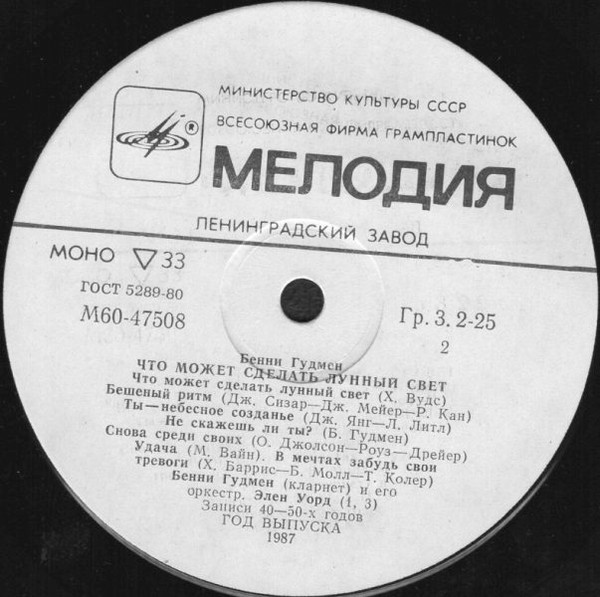 МИНИСТЕРСТВО КУЛЬТУРЫ СССР
ВСЕСОЮЗНАЯ ФИРМА ГРАМПЛАСТИНОК
®
МЕЛОДИЯ
ЛЕНИНГРАДСКИЙ ЗАВОД
МОНО ▽ 33
ГОСТ 5289-80
М60-47508
Гр. 3. 2-25
2
Бенни Гудмен
ЧТО МОЖЕТ СДЕЛАТЬ ЛУННЫЙ СВЕТ
Что может сделать лунный свет (Х. Вудс)
Бешеный ритм (Дж. Сизар—Дж. Мейер—Р. Кан)
Ты—небесное созданье (Дж. Янг—Л. Литл)
Не скажешь ли ты? (Б. Гудмен)
Снова среди своих (О. Джолсон—Роуз—Дрейер)
Удача (М. Вайн). В мечтах забудь свои
тревоги (Х. Баррис—Б. Молл—Т. Колер)
Бенни Гудмен (кларнет) и его
оркестр. Элен Уорд (1, 3)
Записи 40—50-х годов
ГОД ВЫПУСКА
1987